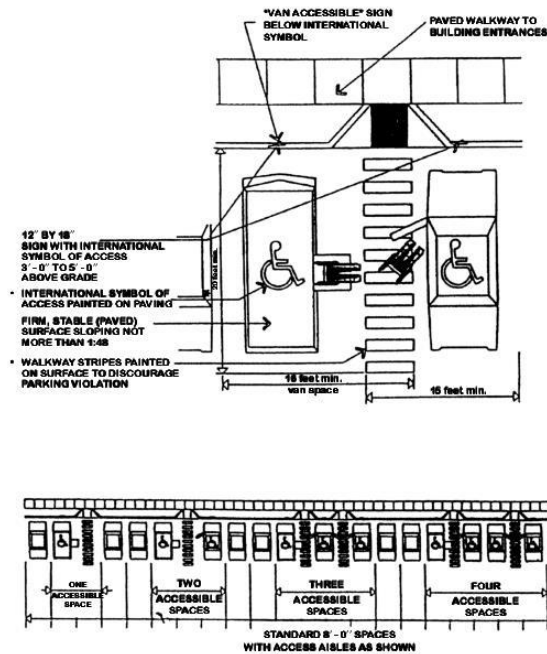 "VAN ACCESSIBLE" SIGN
BELOW INTERNATIONAL
SYMBOL
PAVED WALKWAY TO
BUILDING ENTRANCES
12" BY 18"
SIGN WITH INTERNATIONAL
SYMBOL OF ACCESS
3'-0" TO 5'-0"
ABOVE GRADE
• INTERNATIONAL SYMBOL OF
ACCESS PAINTED ON PAVING
FIRM, STABLE (PAVED)
SURFACE SLOPING NOT
MORE THAN 1:48
• WALKWAY STRIPES PAINTED
ON SURFACE TO DISCOURAGE
PARKING VIOLATION
20 feet min.
16 feet min.
van space
15 feet min.
ONE
ACCESSIBLE
SPACE
TWO
ACCESSIBLE
SPACES
THREE
ACCESSIBLE
SPACES
FOUR
ACCESSIBLE
SPACES
STANDARD 8'-0" SPACES
WITH ACCESS AISLES AS SHOWN